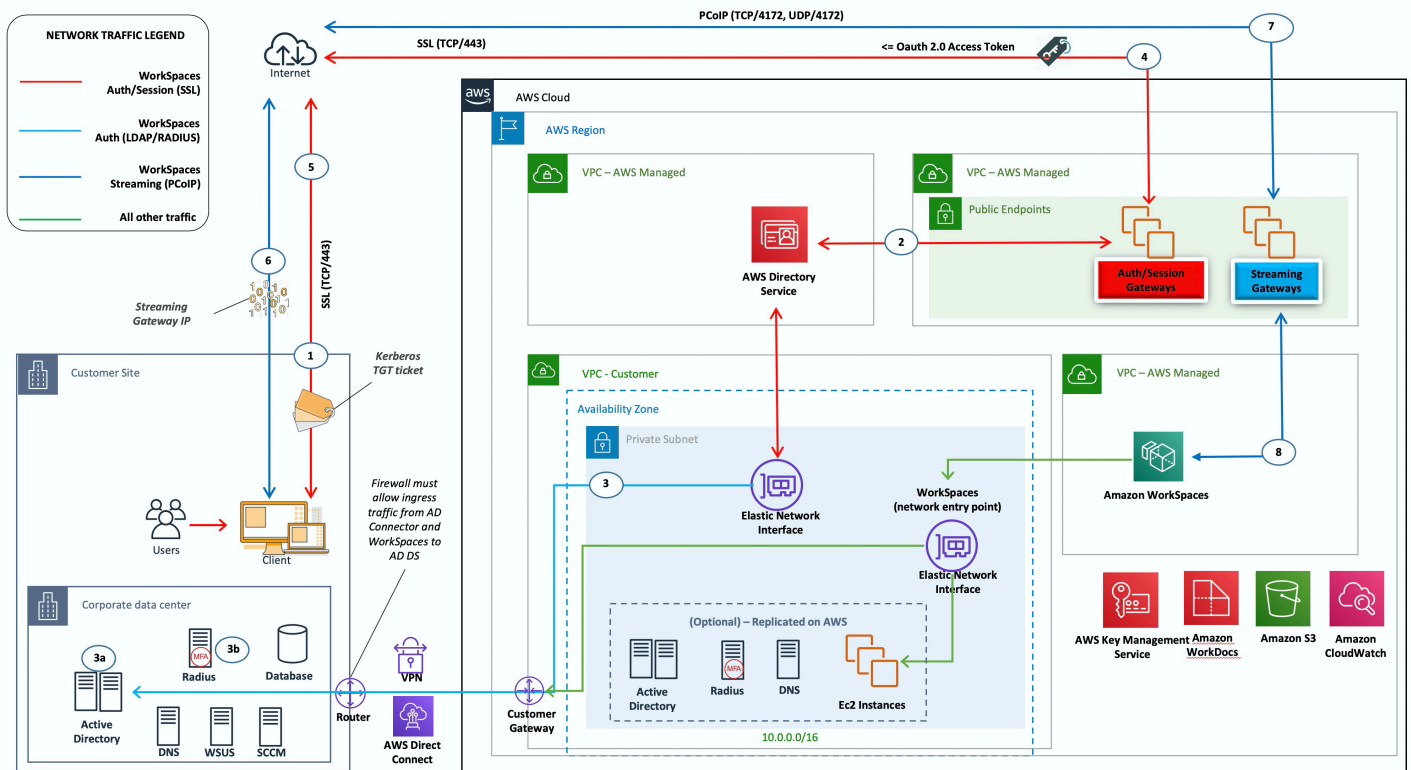 PCoIP (TCP/4172, UDP/4172)
7
NETWORK TRAFFIC LEGEND
WorkSpaces
Auth/Session (SSL)
WorkSpaces
Auth (LDAP/RADIUS)
WorkSpaces
Streaming (PCoIP)
All other traffic
Internet
SSL (TCP/443)
<= Oauth 2.0 Access Token
4
aws
AWS Cloud
AWS Region
VPC – AWS Managed
VPC – AWS Managed
Public Endpoints
5
6
SSL (TCP/443)
2
AWS Directory
Service
Auth/Session
Gateways
Streaming
Gateways
Streaming
Gateway IP
1
Kerberos
TGT ticket
Customer Site
VPC - Customer
VPC – AWS Managed
Availability Zone
Private Subnet
8
Amazon WorkSpaces
3
Elastic Network
Interface
WorkSpaces
(network entry point)
Elastic Network
Interface
Firewall must
allow ingress
traffic from AD
Connector and
WorkSpaces to
AD DS
Users
Client
Corporate data center
3a
3b
MFA
Radius
Database
Active
Directory
DNS
WSUS
SCCM
Router
VPN
AWS Direct
Connect
Customer
Gateway
(Optional) – Replicated on AWS
Active
Directory
MFA
Radius
DNS
Ec2 Instances
10.0.0.0/16
AWS Key Management
Service
Amazon
WorkDocs
Amazon S3
Amazon
CloudWatch